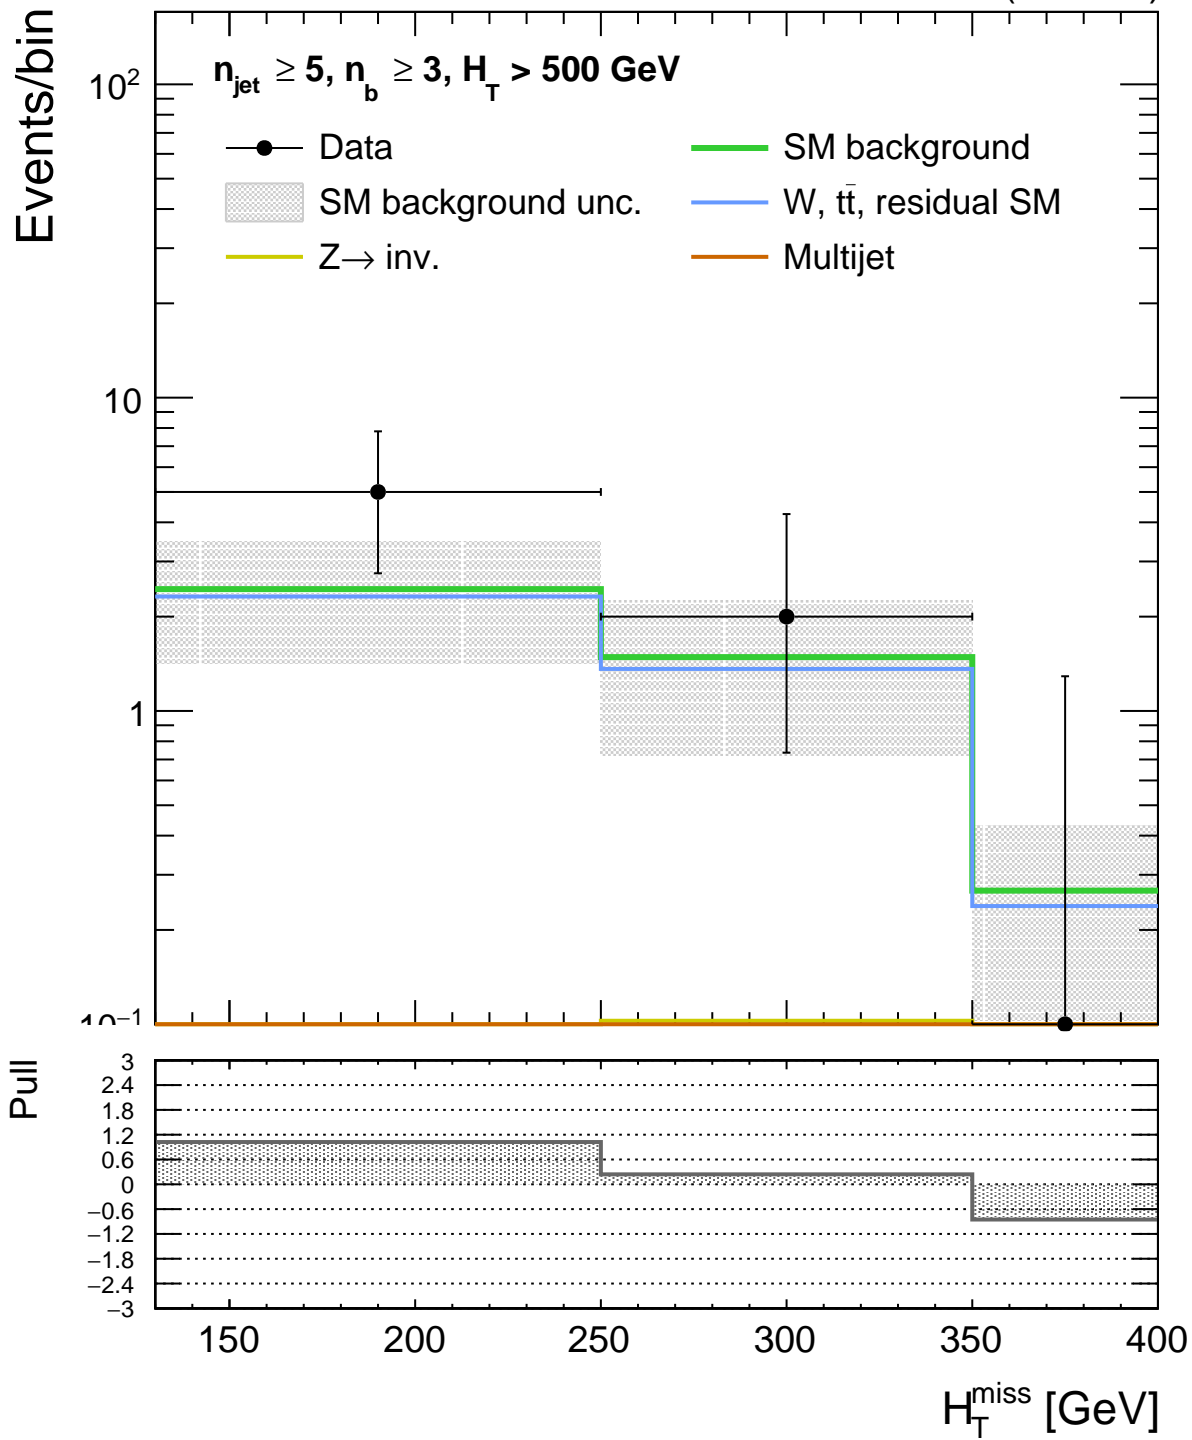 Events/bin
n_jet ≥ 5, n_b ≥ 3, H_T > 500 GeV
Data
SM background
SM background unc.
W, tt̄, residual SM
Z→ inv.
Multijet
10²
10
1
10⁻¹
Pull
3
2.4
1.8
1.2
0.6
0
−0.6
−1.2
−1.8
−2.4
−3
150 200 250 300 350 400
H_T^miss [GeV]